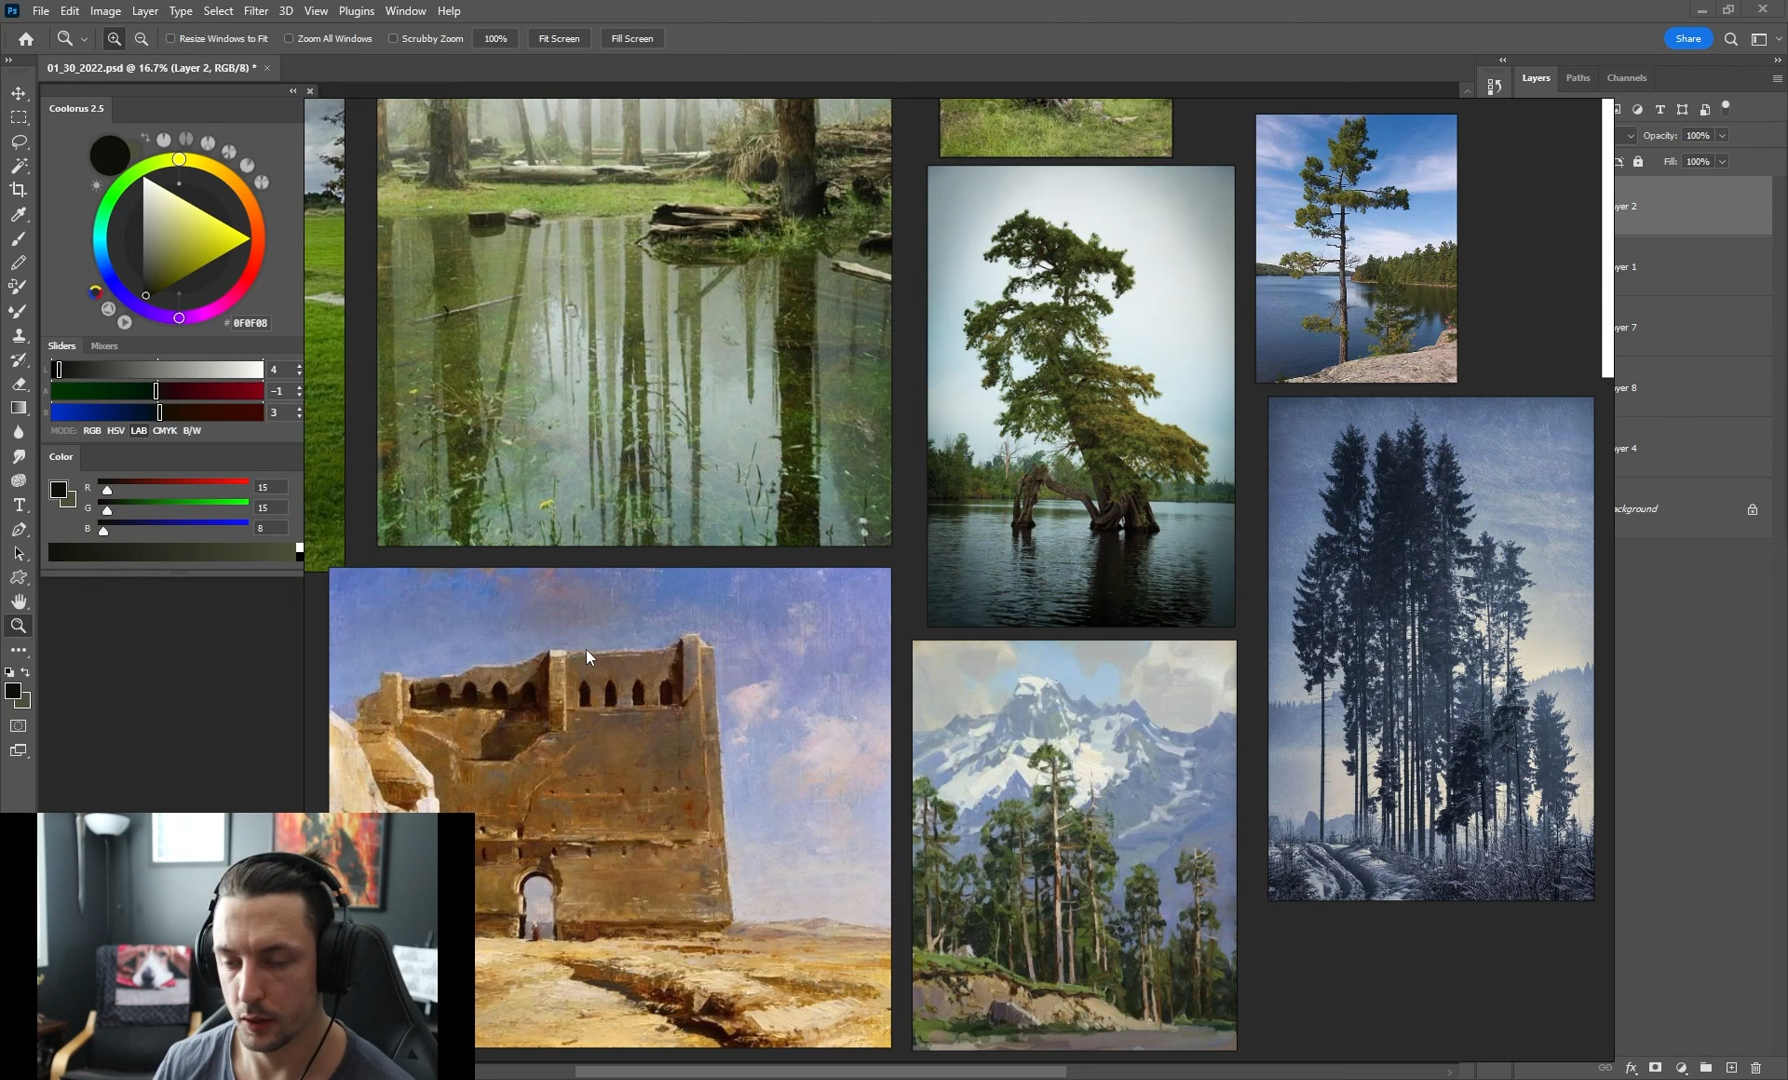 Ps File Edit Image Layer Type Select Filter 3D View Plugins Window Help
Resize Windows to Fit Zoom All Windows Scrubby Zoom 100% Fit Screen Fill Screen Share
01_30_2022.psd @ 16.7% (Layer 2, RGB/8) * ×
Layers Paths Channels
Coolorus 2.5
Opacity: 100%
Fill: 100%
yer 2
yer 1
# 0F0F08
yer 7
Sliders Mixers
L 4
A -1
yer 8
B 3
MODE: RGB HSV LAB CMYK B/W
yer 4
Color
R 15
G 15
B 8
ackground
fx